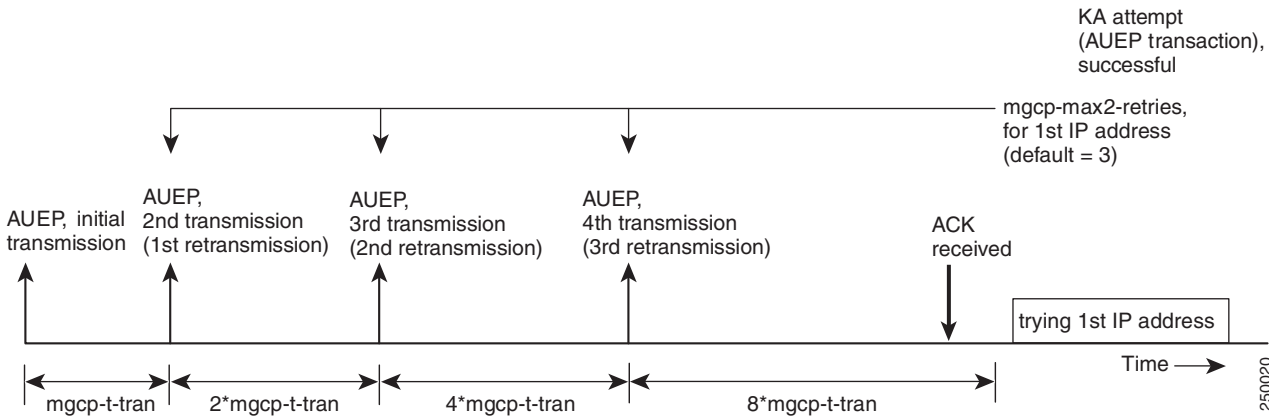 KA attempt
(AUEP transaction),
successful
mgcp-max2-retries,
for 1st IP address
(default = 3)
AUEP, initial
transmission
AUEP,
2nd transmission
(1st retransmission)
AUEP,
3rd transmission
(2nd retransmission)
AUEP,
4th transmission
(3rd retransmission)
ACK
received
trying 1st IP address
Time
mgcp-t-tran
2*mgcp-t-tran
4*mgcp-t-tran
8*mgcp-t-tran
250020